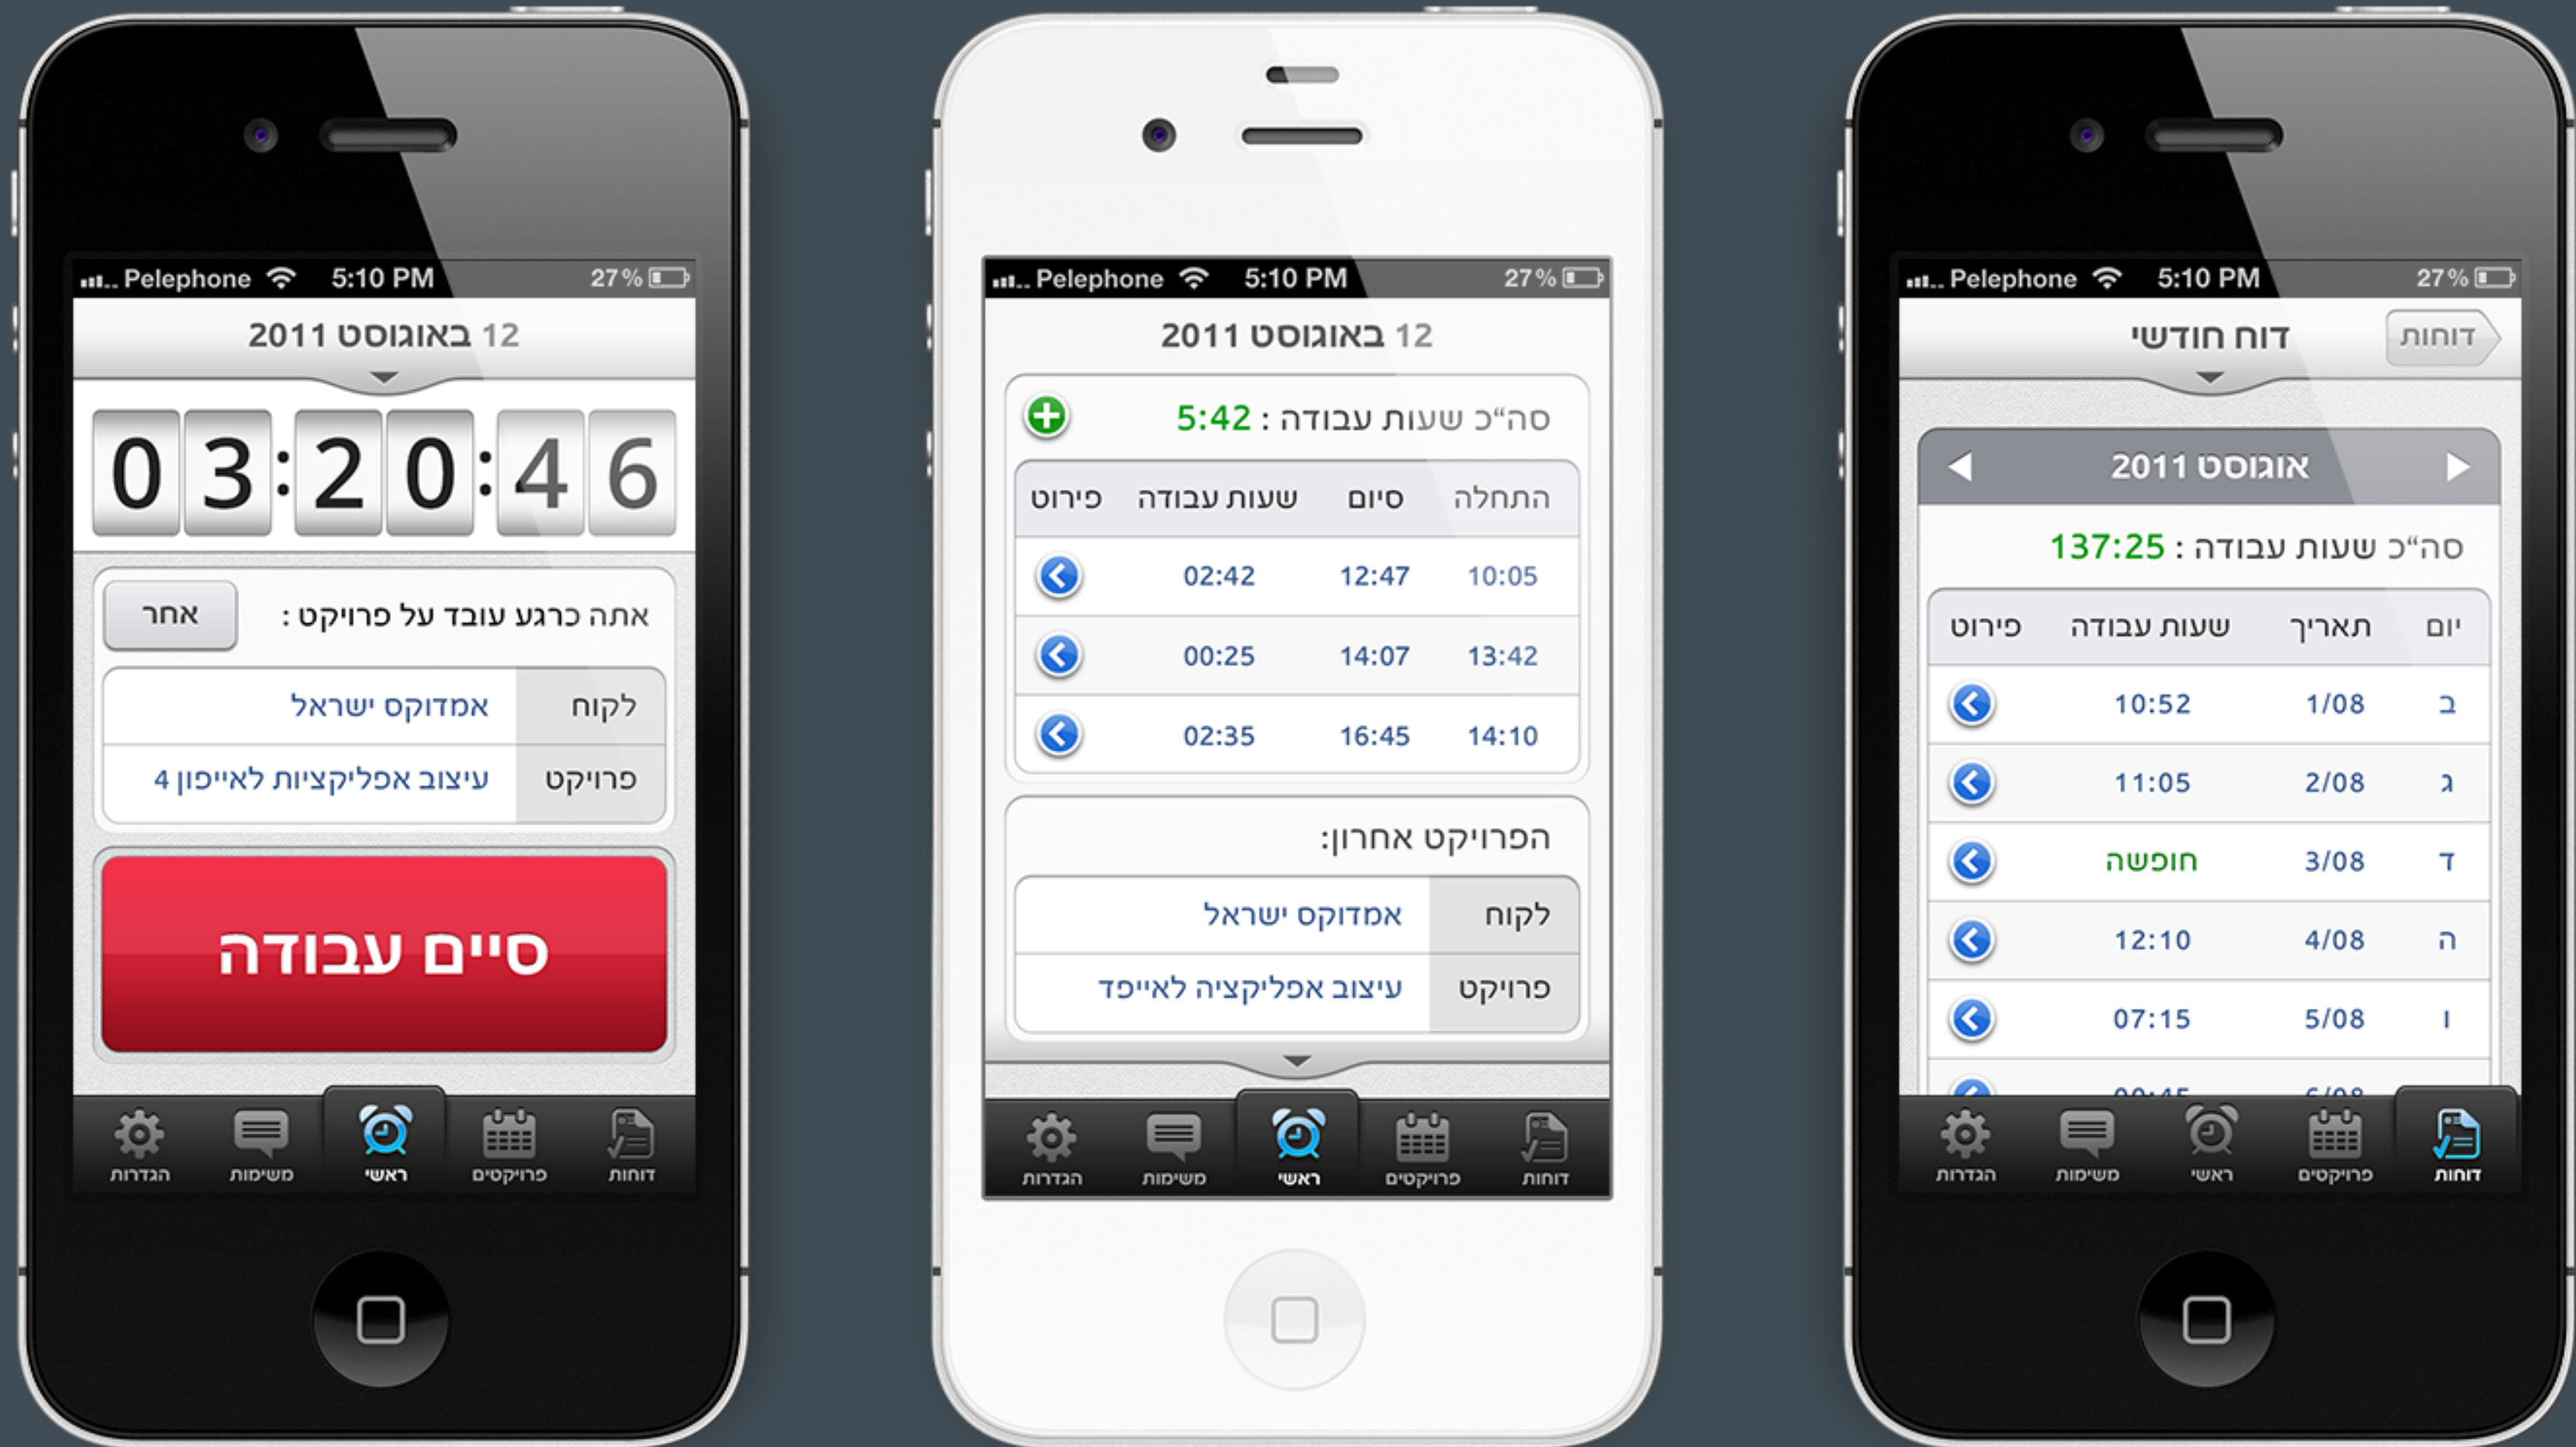 Pelephone 5:10 PM 27%
12 באוגוסט 2011
03:20:46
אתה כרגע עובד על פרויקט : אחר
לקוח אמדוקס ישראל
פרויקט עיצוב אפליקציות לאייפון 4
סיים עבודה
דוחות פרויקטים ראשי משימות הגדרות
Pelephone 5:10 PM 27%
12 באוגוסט 2011
סה"כ שעות עבודה : 5:42
התחלה סיום שעות עבודה פירוט
10:05 12:47 02:42
13:42 14:07 00:25
14:10 16:45 02:35
הפרויקט אחרון:
לקוח אמדוקס ישראל
פרויקט עיצוב אפליקציה לאייפד
דוחות פרויקטים ראשי משימות הגדרות
Pelephone 5:10 PM 27%
דוחות דוח חודשי
אוגוסט 2011
סה"כ שעות עבודה : 137:25
יום תאריך שעות עבודה פירוט
ב 1/08 10:52
ג 2/08 11:05
ד 3/08 חופשה
ה 4/08 12:10
ו 5/08 07:15
דוחות פרויקטים ראשי משימות הגדרות